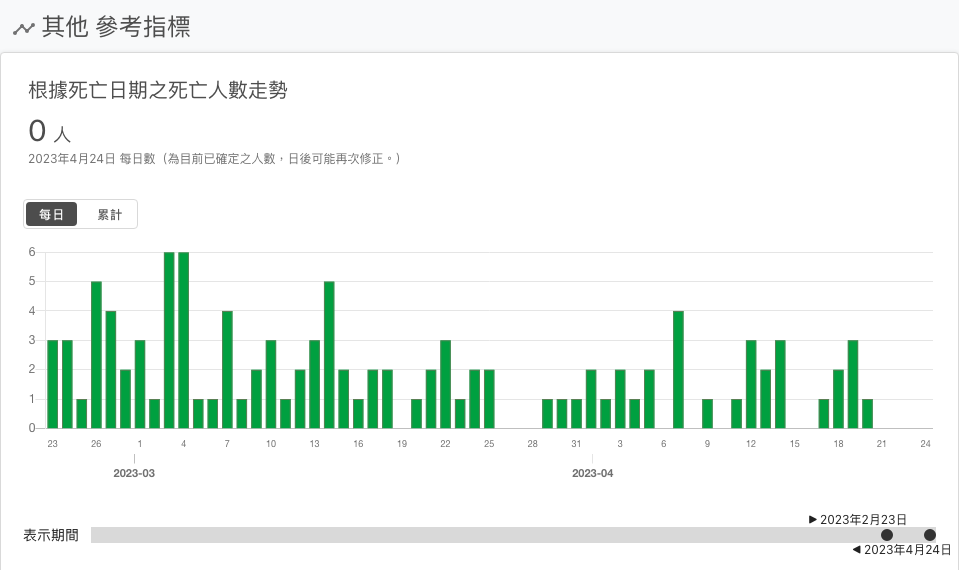 其他 參考指標
根據死亡日期之死亡人數走勢
0 人
2023年4月24日 每日數（為目前已確定之人數，日後可能再次修正。）
每日 累計
6
5
4
3
2
1
0
23 26 1 4 7 10 13 16 19 22 25 28 31 3 6 9 12 15 18 21 24
2023-03 2023-04
▶ 2023年2月23日
表示期間
◀ 2023年4月24日